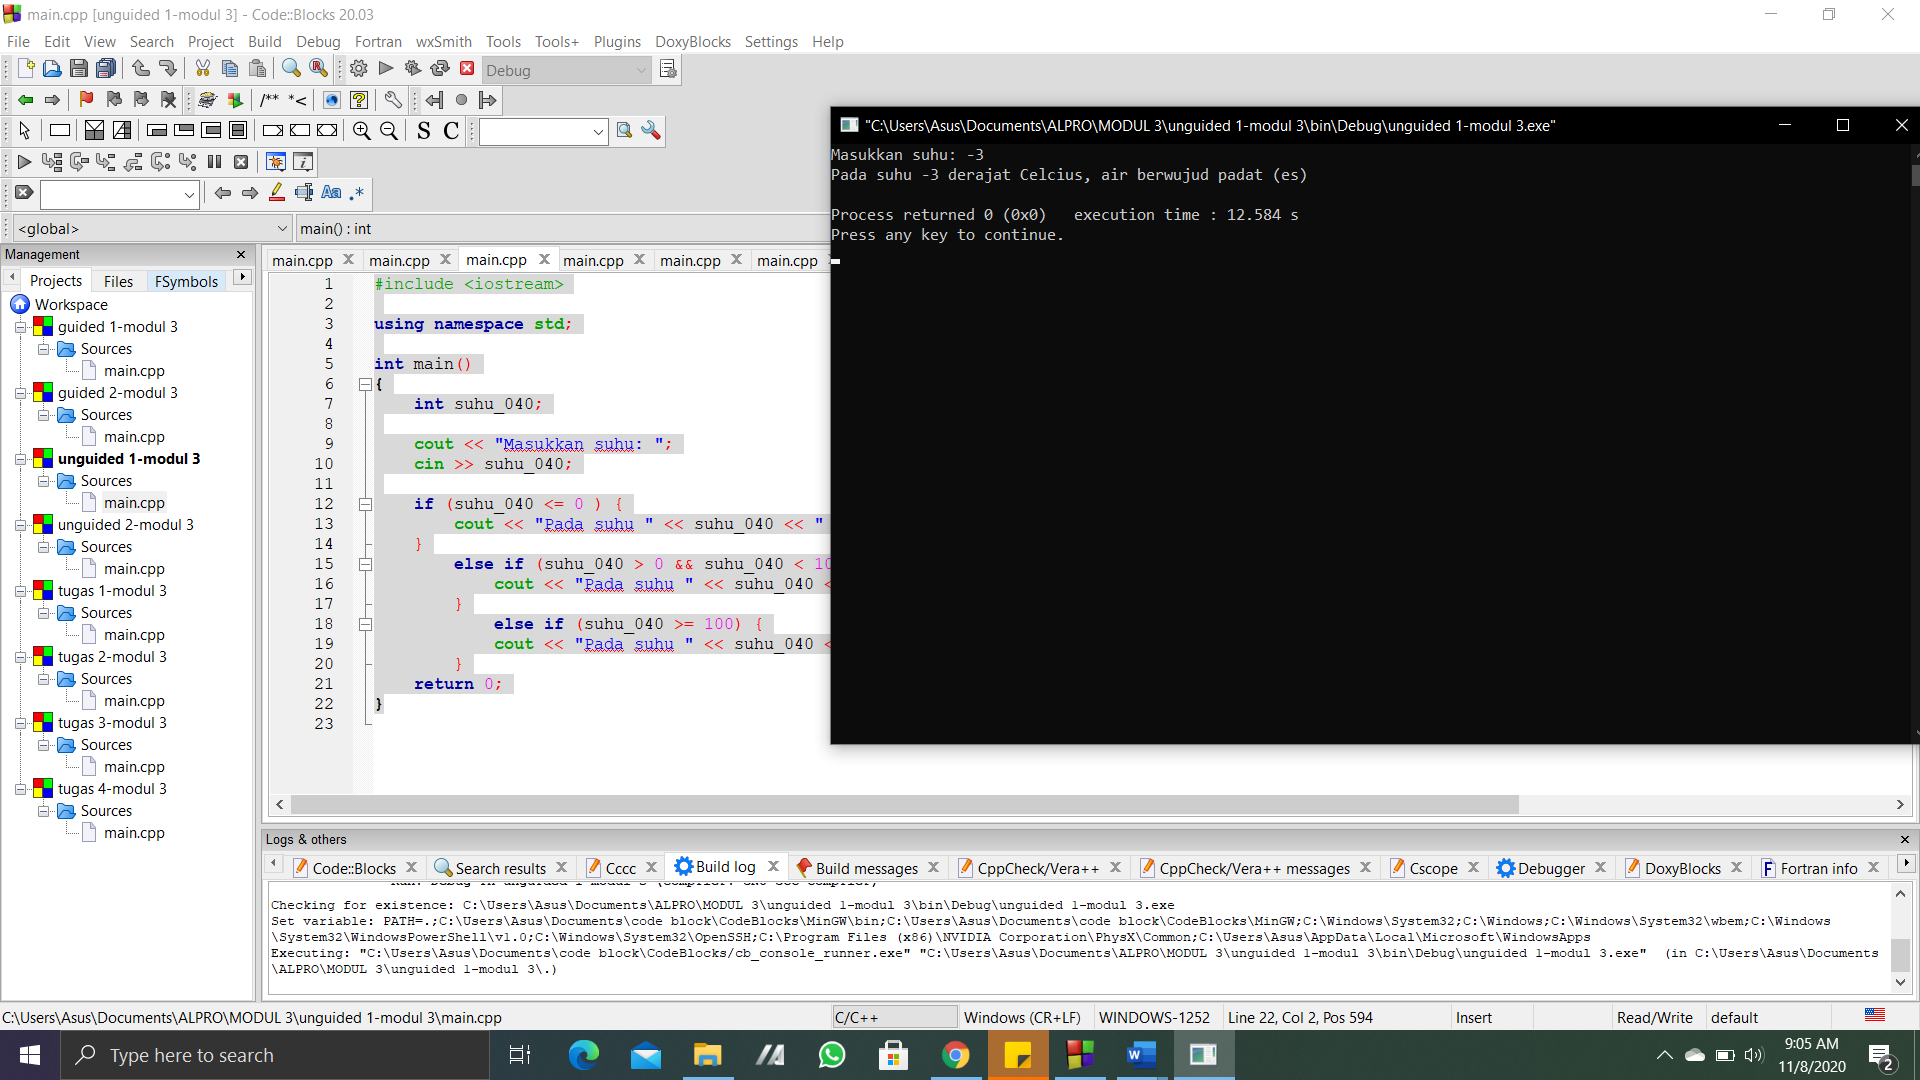 main.cpp [unguided 1-modul 3] - Code::Blocks 20.03
File Edit View Search Project Build Debug Fortran wxSmith Tools Tools+ Plugins DoxyBlocks Settings Help
Debug
/** *<
S C
Aa .*
<global>
main() : int
Management
Projects Files FSymbols
Workspace
guided 1-modul 3
Sources
main.cpp
guided 2-modul 3
Sources
main.cpp
unguided 1-modul 3
Sources
main.cpp
unguided 2-modul 3
Sources
main.cpp
tugas 1-modul 3
Sources
main.cpp
tugas 2-modul 3
Sources
main.cpp
tugas 3-modul 3
Sources
main.cpp
tugas 4-modul 3
Sources
main.cpp
main.cpp main.cpp main.cpp main.cpp main.cpp main.cpp
1 #include <iostream>
2
3 using namespace std;
4
5 int main()
6 {
7 int suhu_040;
8
9 cout << "Masukkan suhu: ";
10 cin >> suhu_040;
11
12 if (suhu_040 <= 0 ) {
13 cout << "Pada suhu " << suhu_040 << "
14 }
15 else if (suhu_040 > 0 && suhu_040 < 10
16 cout << "Pada suhu " << suhu_040 <
17 }
18 else if (suhu_040 >= 100) {
19 cout << "Pada suhu " << suhu_040 <
20 }
21 return 0;
22 }
23
"C:\Users\Asus\Documents\ALPRO\MODUL 3\unguided 1-modul 3\bin\Debug\unguided 1-modul 3.exe"
Masukkan suhu: -3
Pada suhu -3 derajat Celcius, air berwujud padat (es)
Process returned 0 (0x0) execution time : 12.584 s
Press any key to continue.
Logs & others
Code::Blocks Search results Cccc Build log Build messages CppCheck/Vera++ CppCheck/Vera++ messages Cscope Debugger DoxyBlocks Fortran info
Checking for existence: C:\Users\Asus\Documents\ALPRO\MODUL 3\unguided 1-modul 3\bin\Debug\unguided 1-modul 3.exe
Set variable: PATH=.;C:\Users\Asus\Documents\code block\CodeBlocks\MinGW\bin;C:\Users\Asus\Documents\code block\CodeBlocks\MinGW;C:\Windows\System32;C:\Windows;C:\Windows\System32\wbem;C:\Windows
\System32\WindowsPowerShell\v1.0;C:\Windows\System32\OpenSSH;C:\Program Files (x86)\NVIDIA Corporation\PhysX\Common;C:\Users\Asus\AppData\Local\Microsoft\WindowsApps
Executing: "C:\Users\Asus\Documents\code block\CodeBlocks/cb_console_runner.exe" "C:\Users\Asus\Documents\ALPRO\MODUL 3\unguided 1-modul 3\bin\Debug\unguided 1-modul 3.exe" (in C:\Users\Asus\Documents
\ALPRO\MODUL 3\unguided 1-modul 3\.)
C:\Users\Asus\Documents\ALPRO\MODUL 3\unguided 1-modul 3\main.cpp
C/C++ Windows (CR+LF) WINDOWS-1252 Line 22, Col 2, Pos 594 Insert Read/Write default
Type here to search
9:05 AM
11/8/2020
2